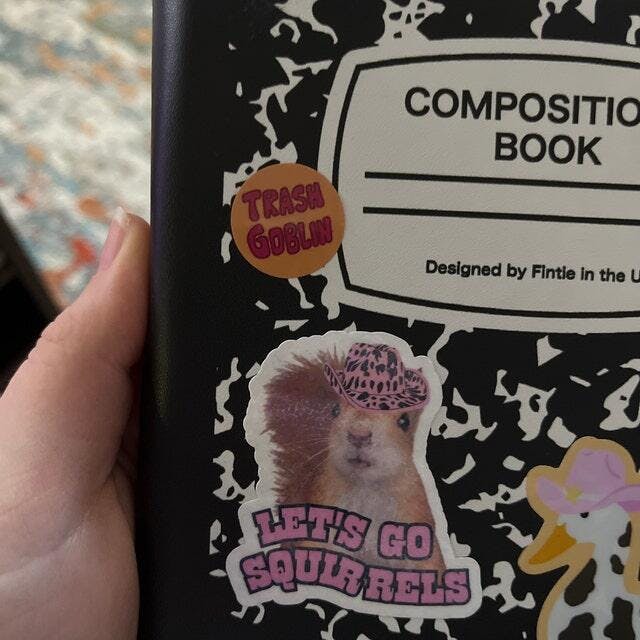 COMPOSITIO
BOOK
TRASH
GOBLIN
Designed by Fintie in the U
LET'S GO
SQUIRRELS